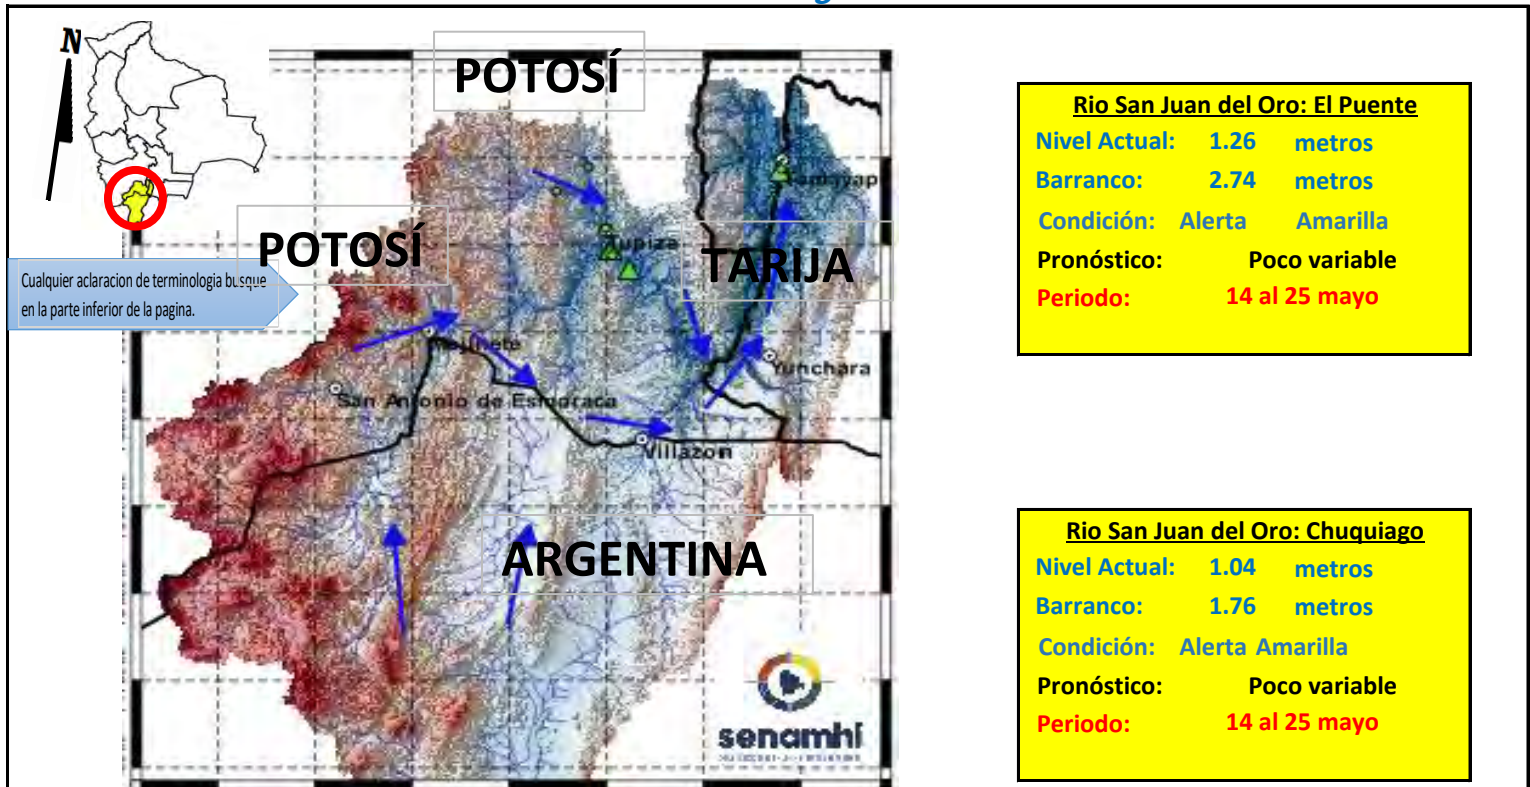 N
POTOSÍ
POTOSÍ
Tupiza
TARIJA
Cualquier aclaracion de terminologia busque
en la parte inferior de la pagina.
Yunchara
San Antonio de Esmoraca
Villazon
ARGENTINA
senamhi
Rio San Juan del Oro: El Puente
Nivel Actual: 1.26 metros
Barranco: 2.74 metros
Condición: Alerta Amarilla
Pronóstico: Poco variable
Periodo: 14 al 25 mayo
Rio San Juan del Oro: Chuquiago
Nivel Actual: 1.04 metros
Barranco: 1.76 metros
Condición: Alerta Amarilla
Pronóstico: Poco variable
Periodo: 14 al 25 mayo